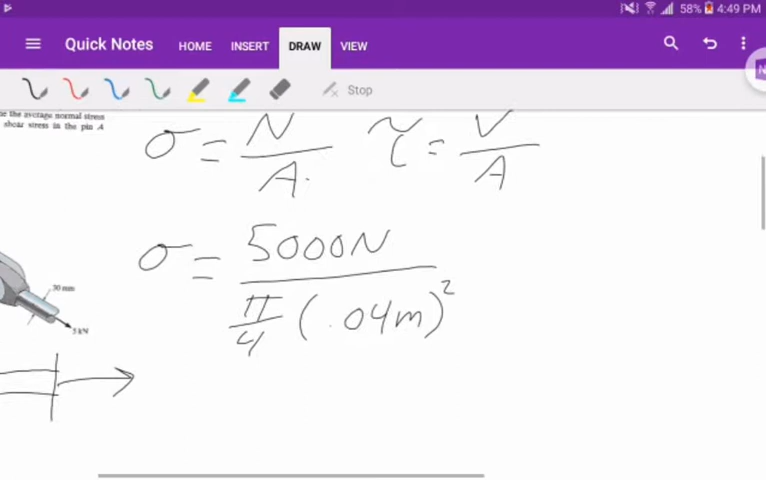 58% 4:49 PM
Quick Notes HOME INSERT DRAW VIEW
Stop
the average normal stress
shear stress in the pin A
σ = N/A τ = V/A
σ = 5000N / π/4 (.04m)²
30 mm
5 kN